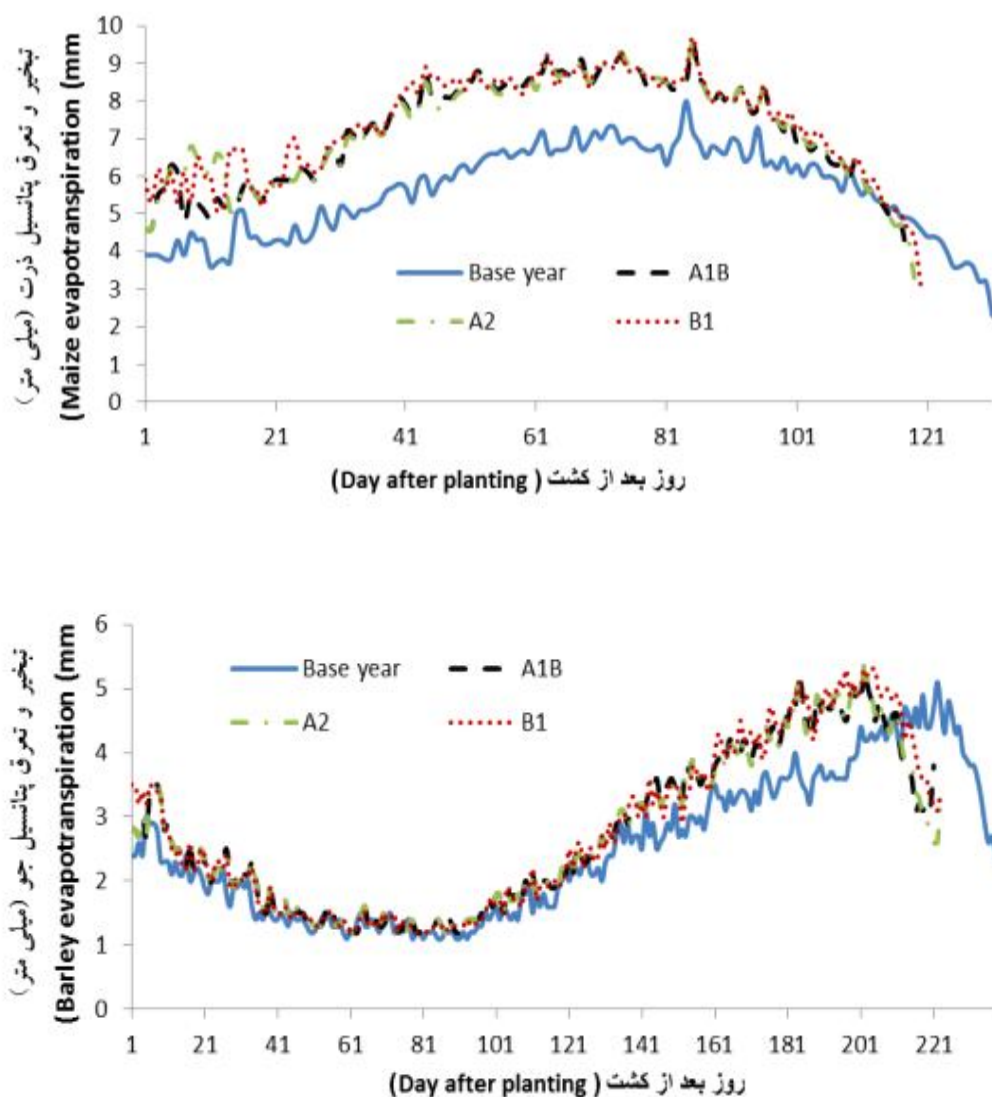 تبخیر و تعرق پتانسیل ذرت (میلی متر)
(Maize evapotranspiration (mm
10
9
8
7
6
5
4
3
2
1
0
Base year
A1B
A2
B1
1 21 41 61 81 101 121
(Day after planting ) روز بعد از کشت
تبخیر و تعرق پتانسیل جو (میلی متر)
(Barley evapotranspiration (mm
6
5
4
3
2
1
0
Base year
A1B
A2
B1
1 21 41 61 81 101 121 141 161 181 201 221
(Day after planting ) روز بعد از کشت